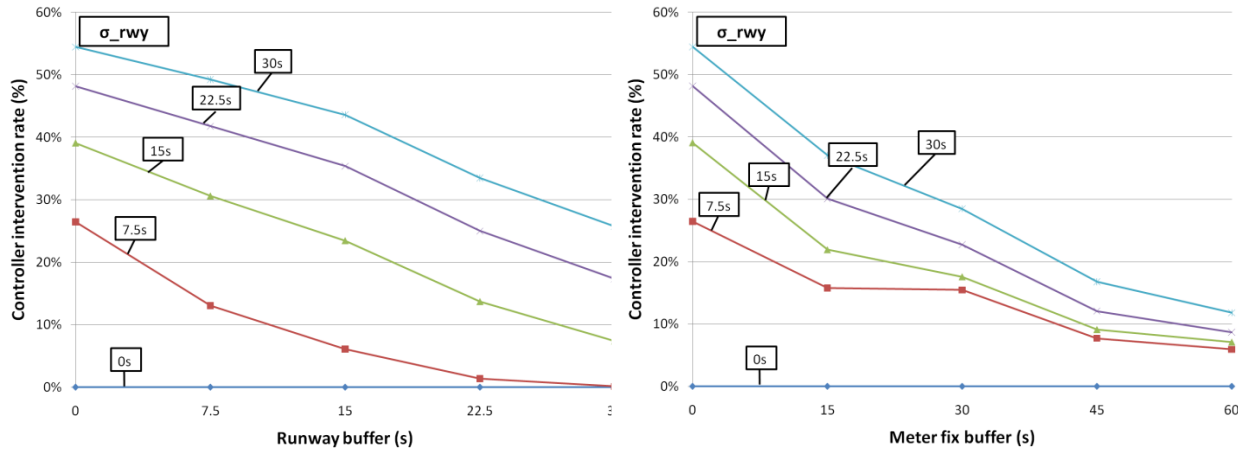 60%
50%
40%
30%
20%
10%
0%
Controller intervention rate (%)
σ_rwy
30s
22.5s
15s
7.5s
0s
0
7.5
15
22.5
3
Runway buffer (s)
60%
50%
40%
30%
20%
10%
0%
Controller intervention rate (%)
σ_rwy
30s
22.5s
15s
7.5s
0s
0
15
30
45
60
Meter fix buffer (s)